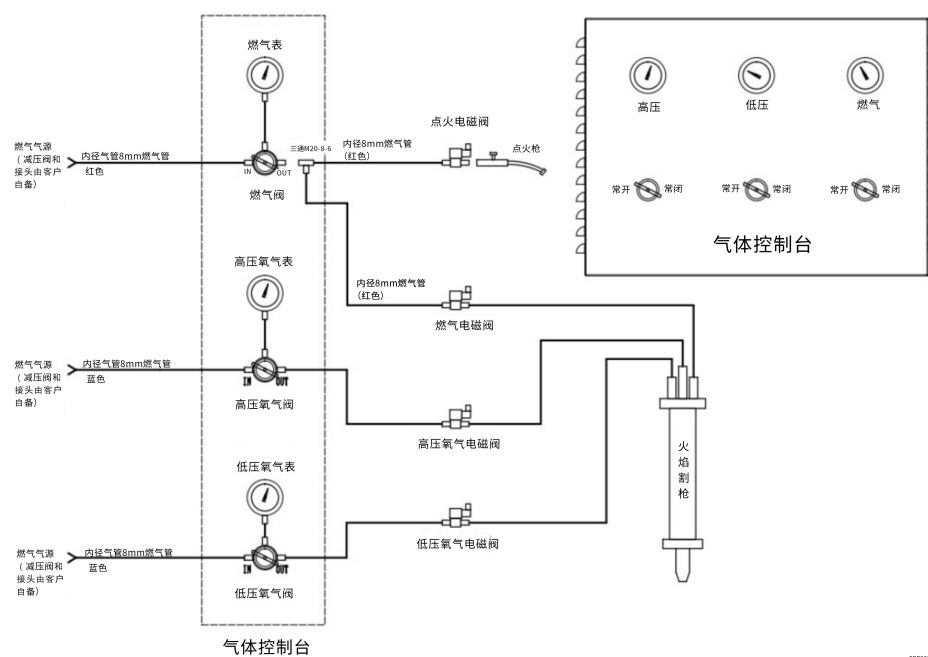 燃气表
点火电磁阀
燃气气源
（减压阀和
接头由客户
自备）
内径气管8mm燃气管
红色
IN
OUT
三通M20-8-6
内径8mm燃气管
（红色）
点火枪
燃气阀
高压
低压
燃气
常开
常闭
常开
常闭
常开
常闭
气体控制台
高压氧气表
内径8mm燃气管
（红色）
燃气电磁阀
燃气气源
（减压阀和
接头由客户
自备）
内径气管8mm燃气管
蓝色
IN
OUT
高压氧气阀
高压氧气电磁阀
火
焰
割
枪
低压氧气表
燃气气源
（减压阀和
接头由客户
自备）
内径气管8mm燃气管
蓝色
IN
OUT
低压氧气阀
低压氧气电磁阀
气体控制台